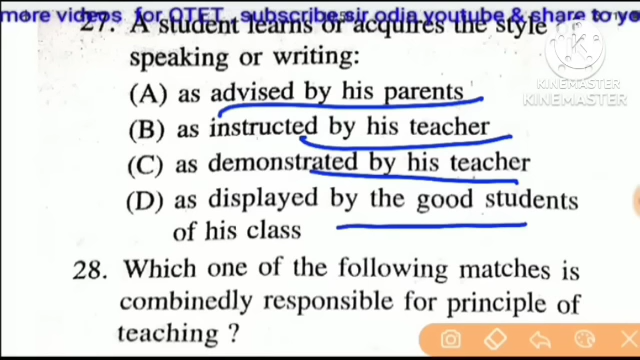 more videos for OTET, subscribe sir odia youtube & share to yo
27. A student learns or acquires the style
speaking or writing:
(A) as advised by his parents
(B) as instructed by his teacher
(C) as demonstrated by his teacher
(D) as displayed by the good students
of his class
28. Which one of the following matches is
combinedly responsible for principle of
teaching ?
KINEMASTER
KINEMASTER